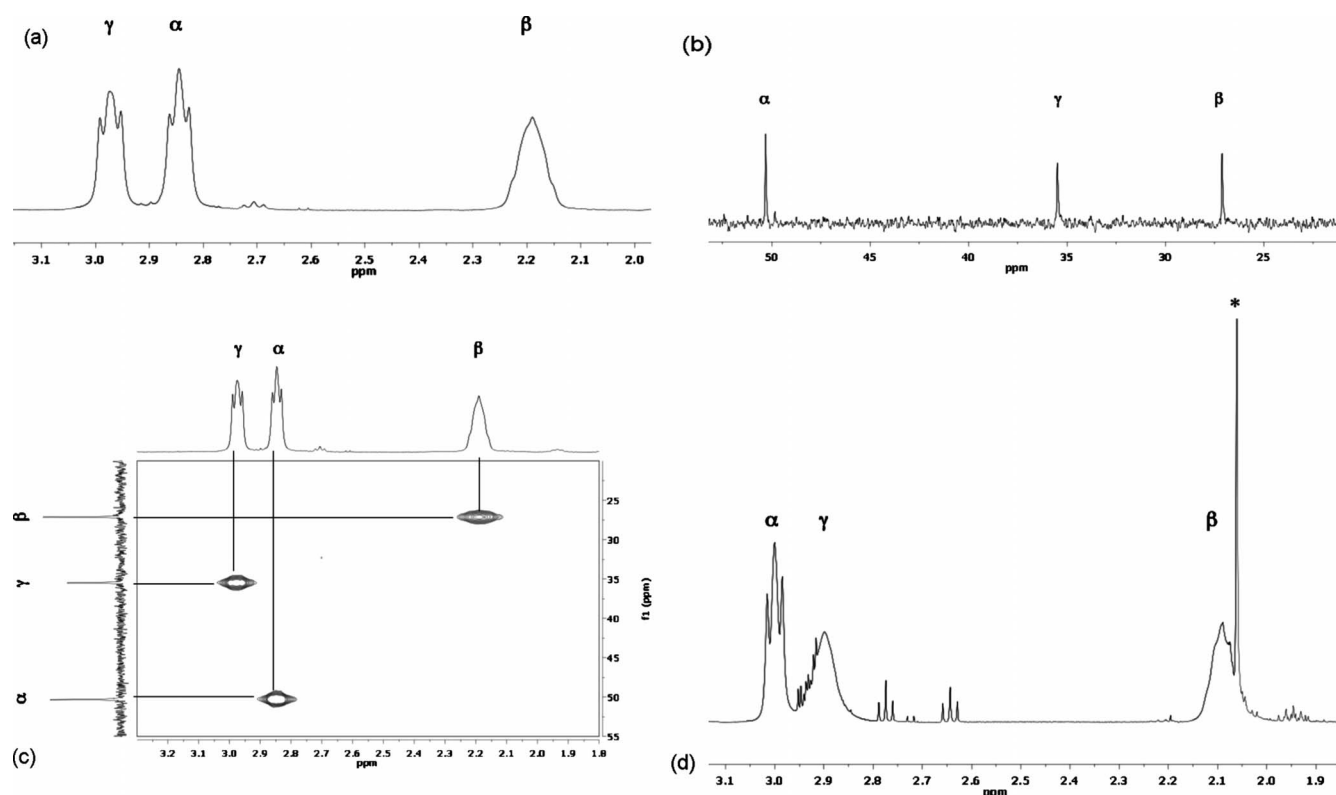 (a)
γ α β
3.1 3.0 2.9 2.8 2.7 2.6 2.5 2.4 2.3 2.2 2.1 2.0
ppm
(b)
α γ β
50 45 40 35 30 25
ppm
γ α β
β
γ
α
25
30
35
40
45
50
55
f1 (ppm)
3.2 3.1 3.0 2.9 2.8 2.7 2.6 2.5 2.4 2.3 2.2 2.1 2.0 1.9 1.8
ppm
(c)
*
α γ β
3.1 3.0 2.9 2.8 2.7 2.6 2.5 2.4 2.3 2.2 2.1 2.0 1.9
ppm
(d)